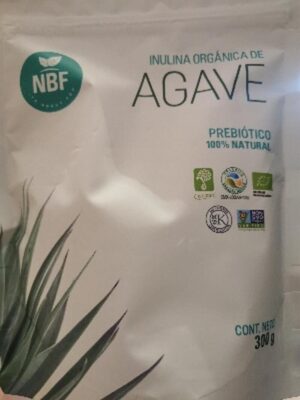 NBF
INULINA ORGÁNICA DE
AGAVE
PREBIÓTICO
100% NATURAL
K
CONT. NETO
300 g